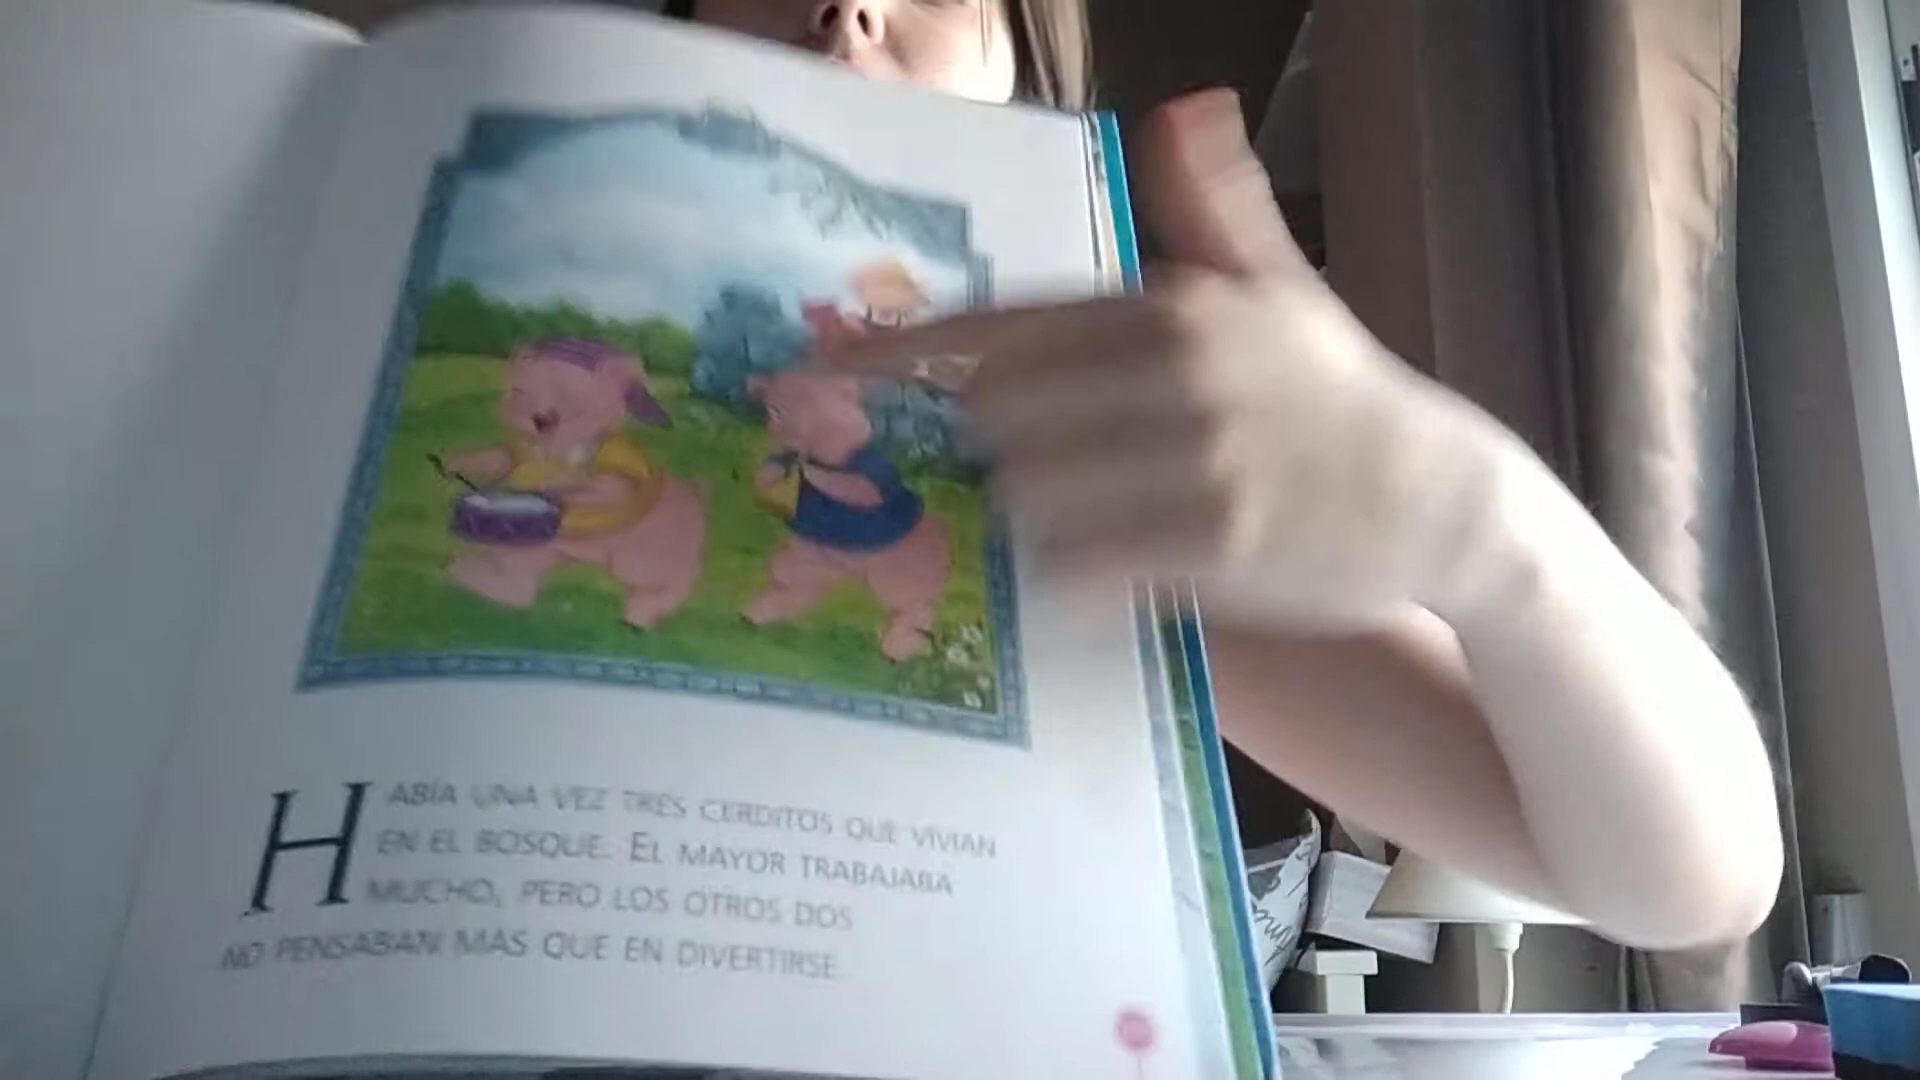 HABÍA UNA VEZ TRES CERDITOS QUE VIVIAN
EN EL BOSQUE. EL MAYOR TRABAJABA
MUCHO, PERO LOS OTROS DOS
NO PENSABAN MAS QUE EN DIVERTIRSE.